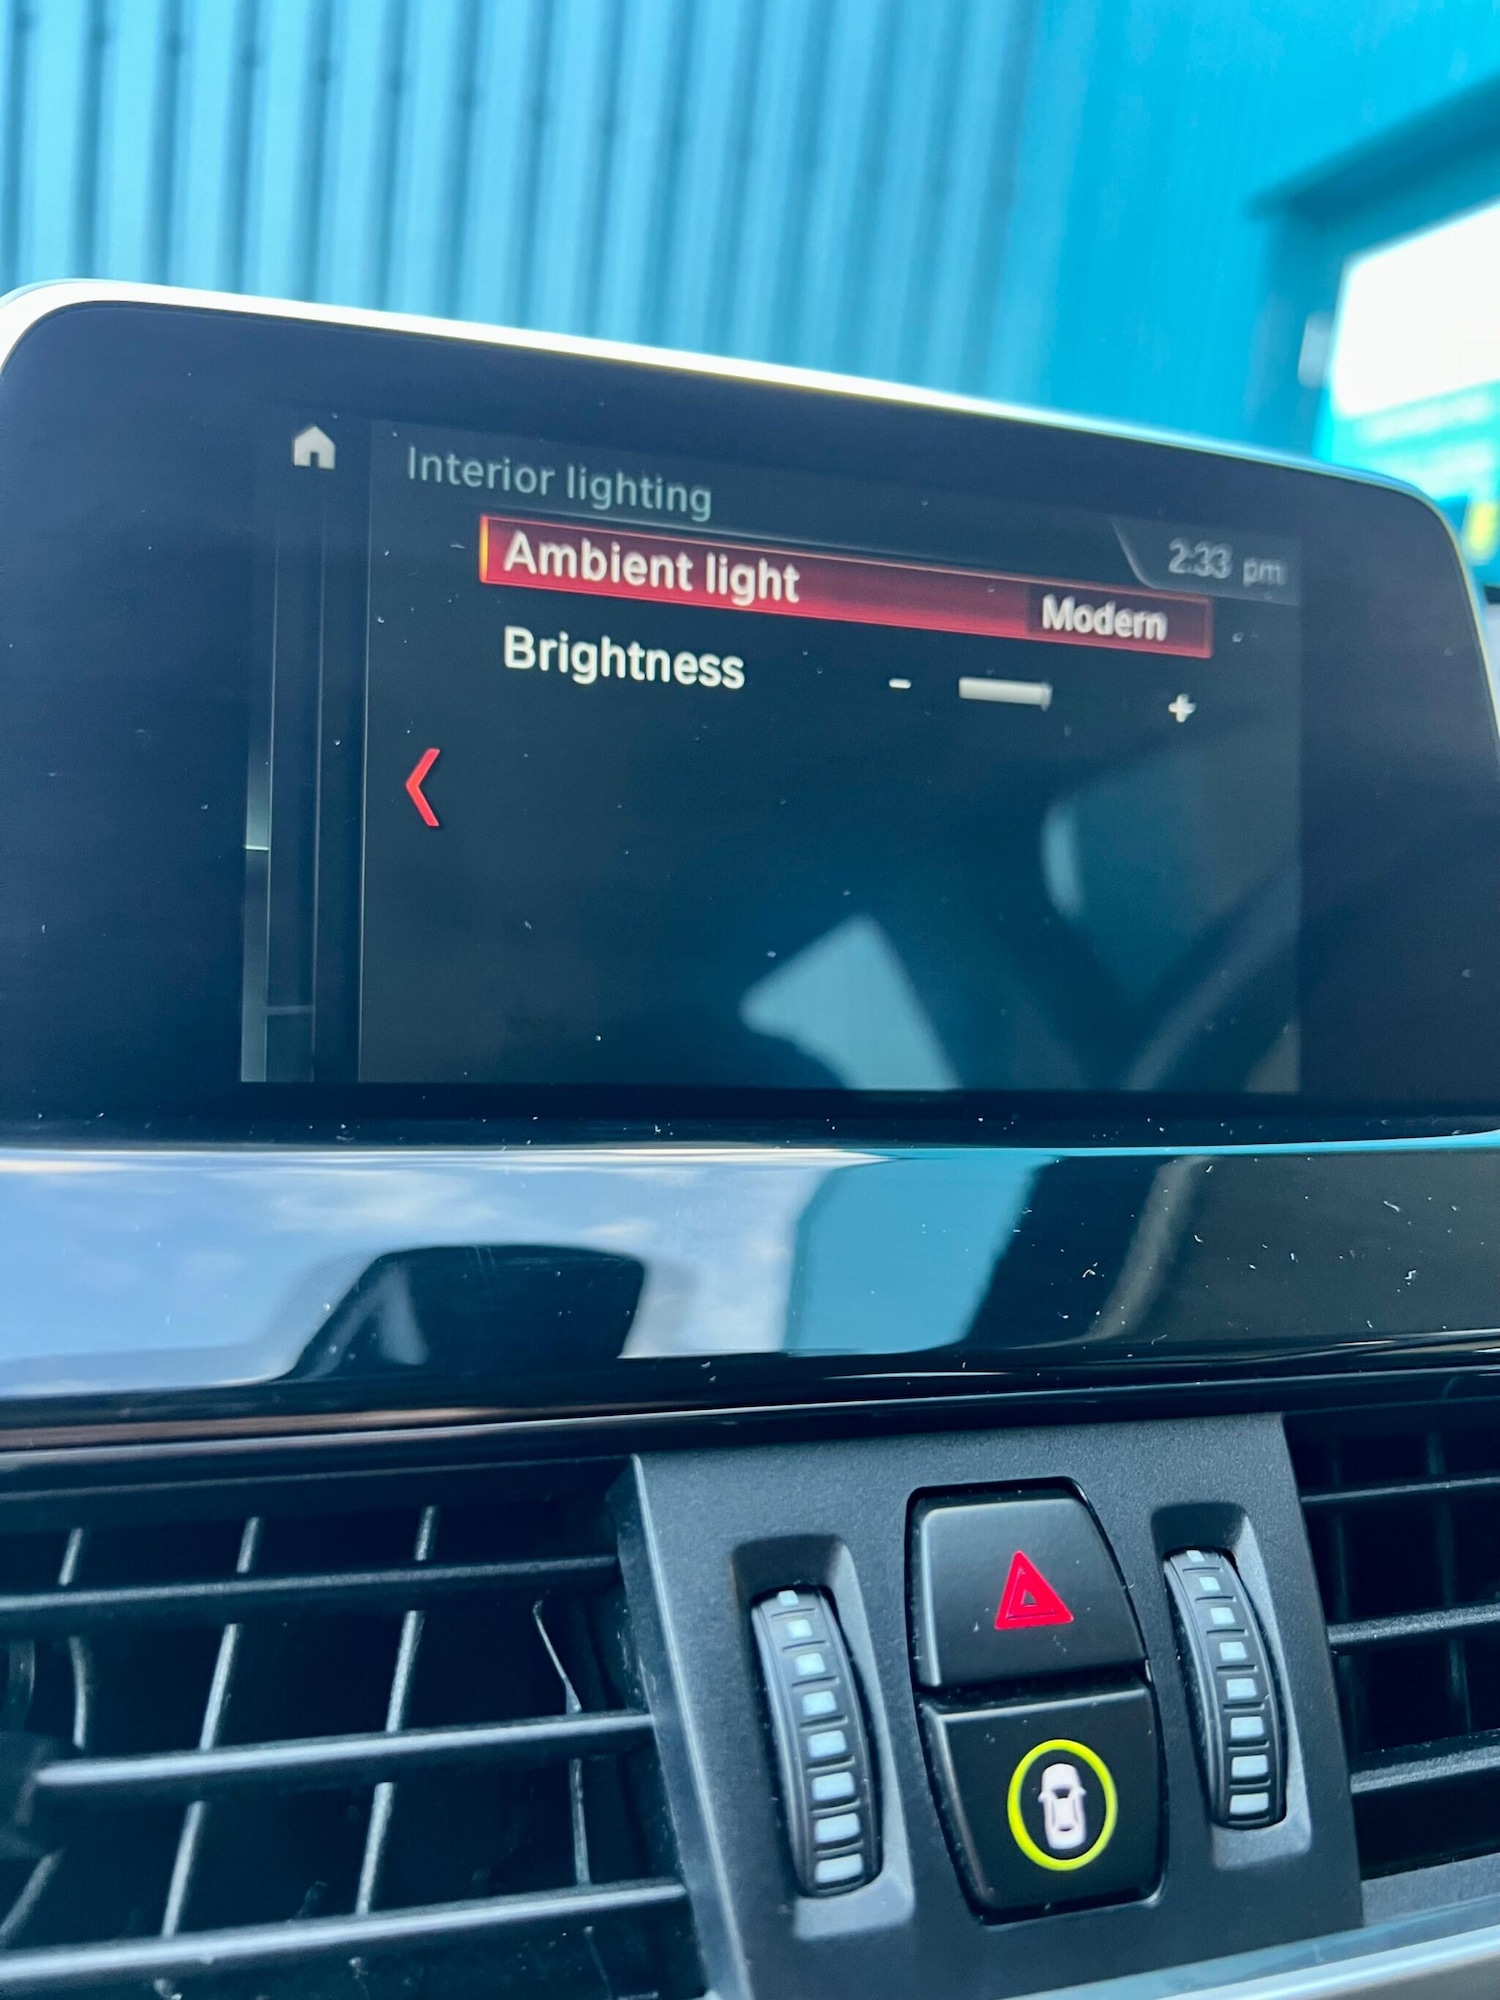 Interior lighting
2:33 pm
Ambient light Modern
Brightness - +